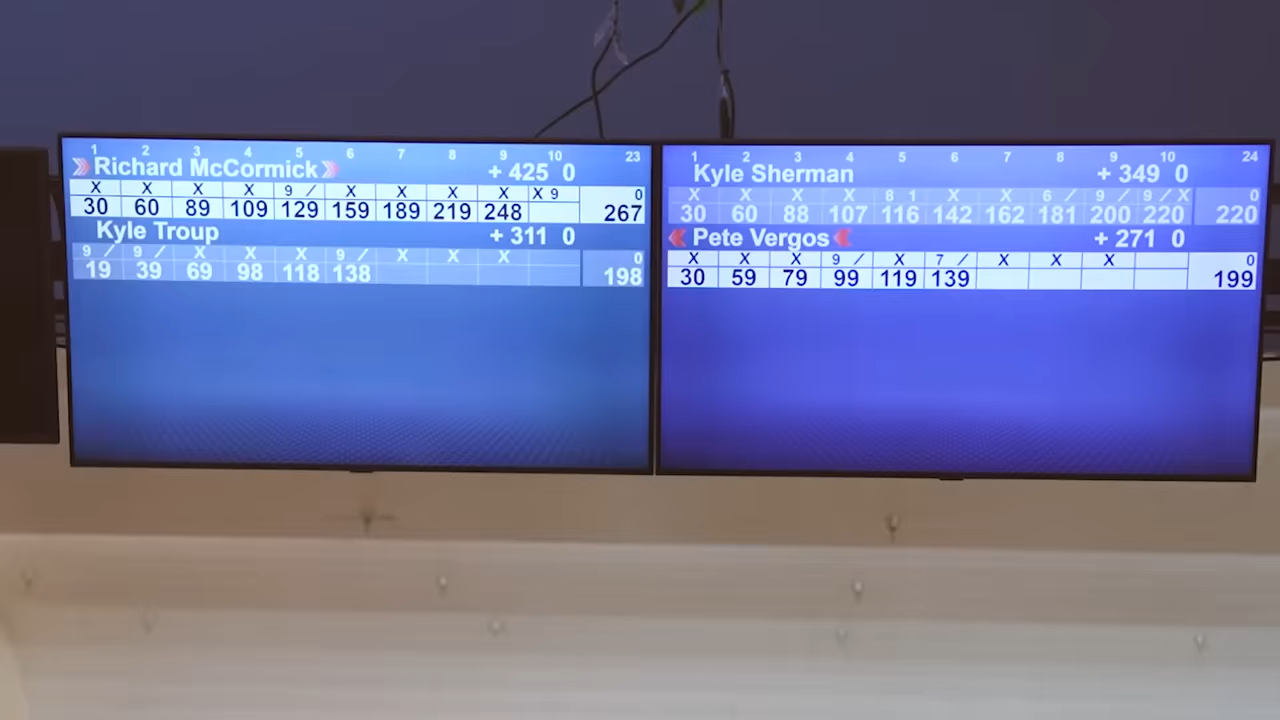 1 2 3 4 5 6 7 8 9 10 23
Richard McCormick + 425 0
X X X X 9 / X X X X X 9 0
30 60 89 109 129 159 189 219 248 267
Kyle Troup + 311 0
9 / 9 / X X X 9 / X X X 0
19 39 69 98 118 138 198
1 2 3 4 5 6 7 8 9 10 24
Kyle Sherman + 349 0
X X X X 8 1 X X 6 / 9 / 9 / X 0
30 60 88 107 116 142 162 181 200 220 220
Pete Vergos + 271 0
X X X 9 / X 7 / X X X 0
30 59 79 99 119 139 199